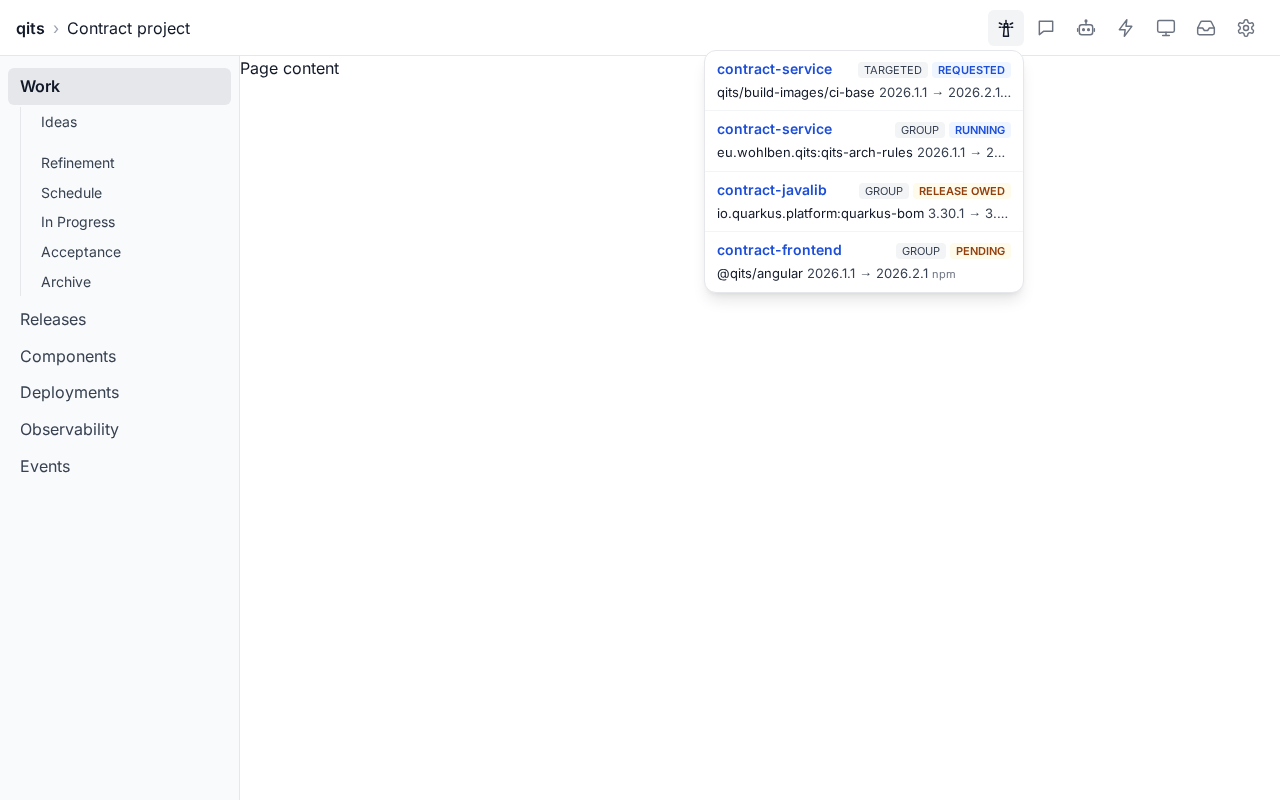 qits › Contract project
Work
Ideas
Refinement
Schedule
In Progress
Acceptance
Archive
Releases
Components
Deployments
Observability
Events
Page content
contract-service TARGETED REQUESTED
qits/build-images/ci-base 2026.1.1 → 2026.2.1...
contract-service GROUP RUNNING
eu.wohlben.qits:qits-arch-rules 2026.1.1 → 2...
contract-javalib GROUP RELEASE OWED
io.quarkus.platform:quarkus-bom 3.30.1 → 3....
contract-frontend GROUP PENDING
@qits/angular 2026.1.1 → 2026.2.1 npm